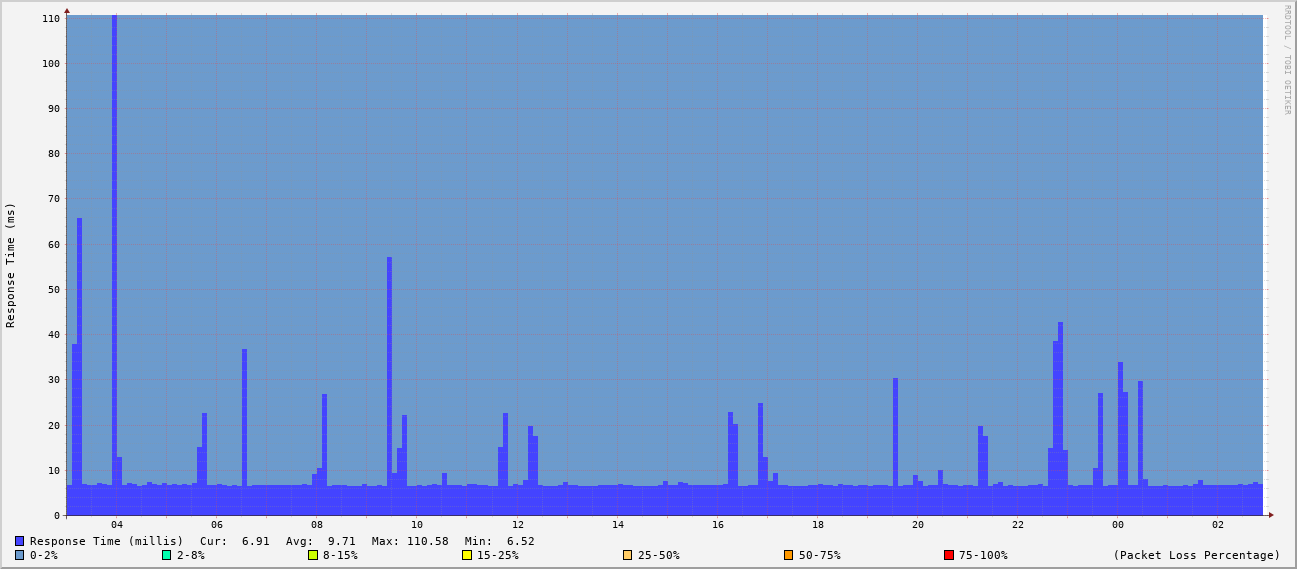 RRDTOOL / TOBI OETIKER
Response Time (ms)
110
100
90
80
70
60
50
40
30
20
10
0
04 06 08 10 12 14 16 18 20 22 00 02
Response Time (millis) Cur: 6.91 Avg: 9.71 Max: 110.58 Min: 6.52
0-2% 2-8% 8-15% 15-25% 25-50% 50-75% 75-100% (Packet Loss Percentage)